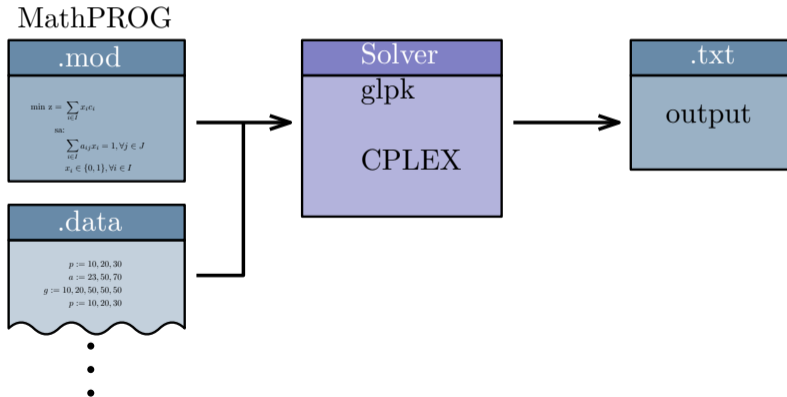 MathPROG
.mod
min z = ∑_{i∈I} x_i c_i
sa:
∑_{i∈I} a_{ij} x_i = 1, ∀j ∈ J
x_i ∈ {0, 1}, ∀i ∈ I
.data
p := 10, 20, 30
a := 23, 50, 70
g := 10, 20, 50, 50, 50
p := 10, 20, 30
Solver
glpk
CPLEX
.txt
output